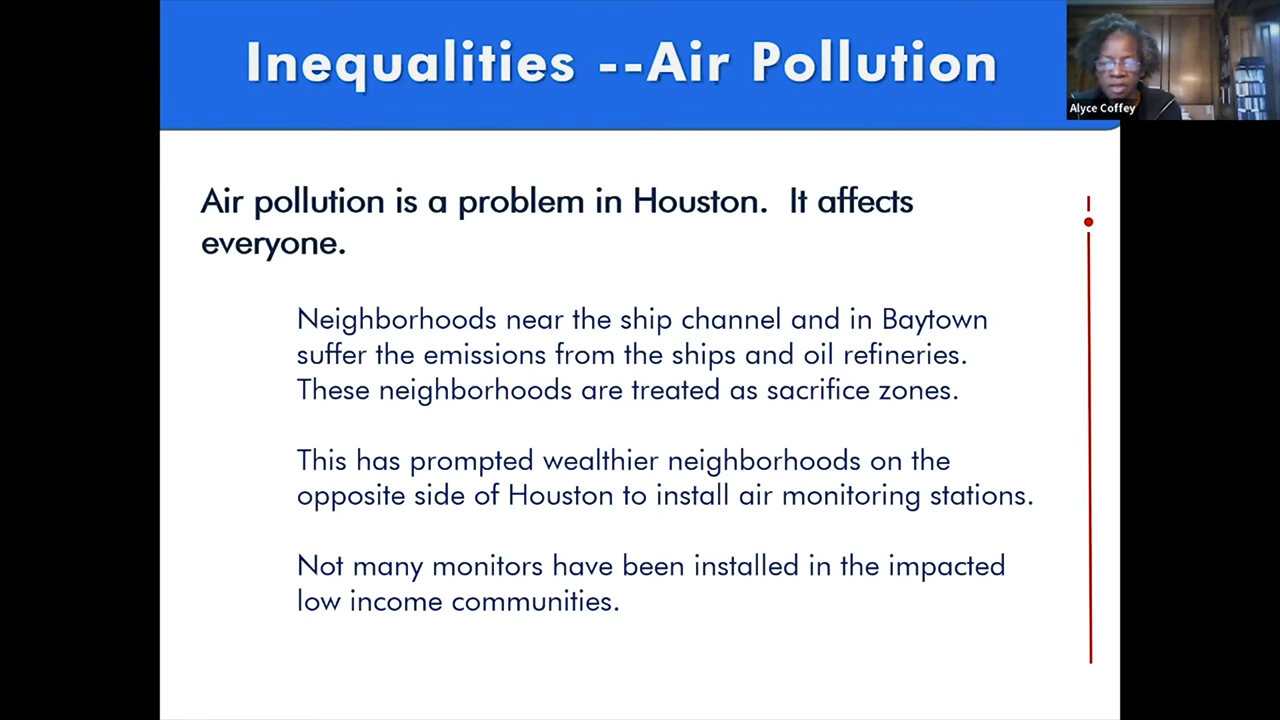 Inequalities --Air Pollution
Alyce Coffey
Air pollution is a problem in Houston.  It affects
everyone.
Neighborhoods near the ship channel and in Baytown
suffer the emissions from the ships and oil refineries.
These neighborhoods are treated as sacrifice zones.
This has prompted wealthier neighborhoods on the
opposite side of Houston to install air monitoring stations.
Not many monitors have been installed in the impacted
low income communities.